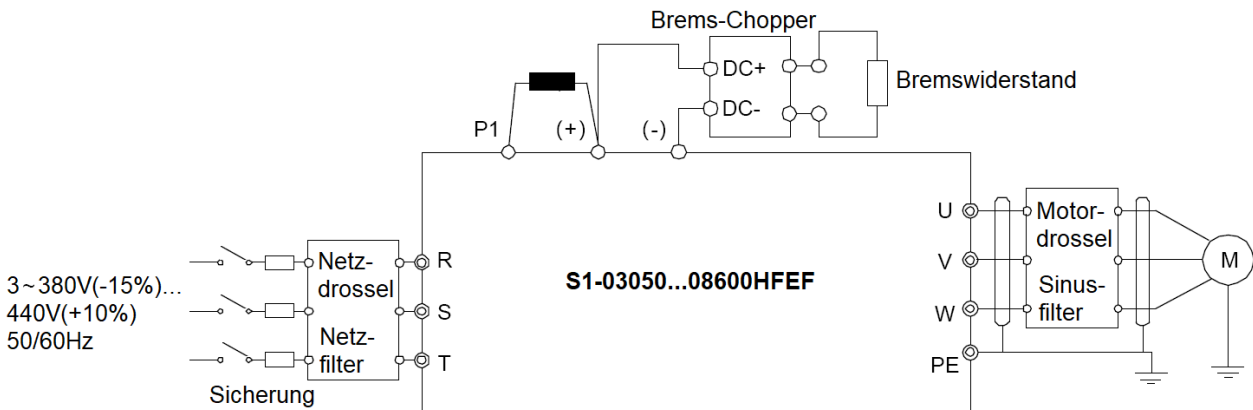 Brems-Chopper
DC+
DC-
Bremswiderstand
P1
(+)
(-)
3~380V(-15%)...
440V(+10%)
50/60Hz
Sicherung
Netz-
drossel
Netz-
filter
R
S
T
S1-03050...08600HFEF
U
V
W
PE
Motor-
drossel
Sinus-
filter
M